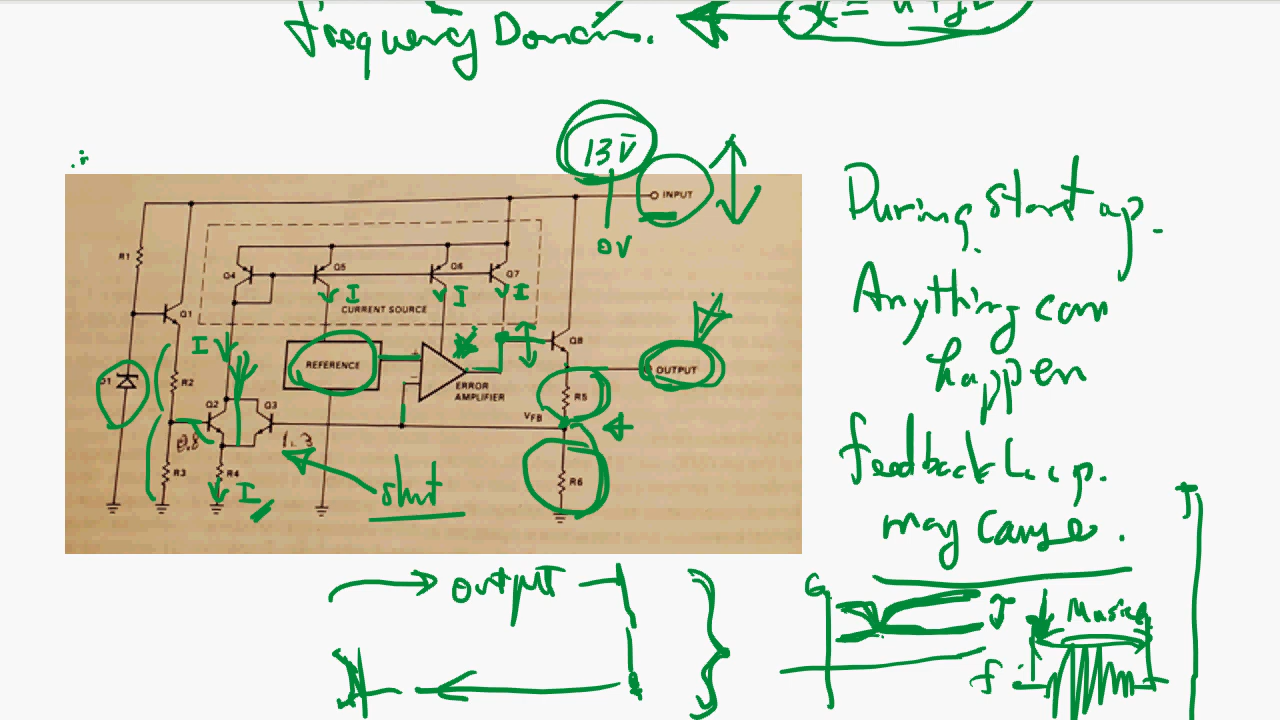 Frequency Domain.
13V
INPUT
0V
R1
Q4
Q5
Q6
Q7
I I I
CURRENT SOURCE
Q1
Q8
I
REFERENCE
+
−
ERROR
AMPLIFIER
OUTPUT
D1
R2
R5
Q2
Q3
VFB
0.8
1.3
R3
R4
R6
I
shut
During start up.
Anything can
happen
feedback Loop.
may cause.
output
G
f
Music